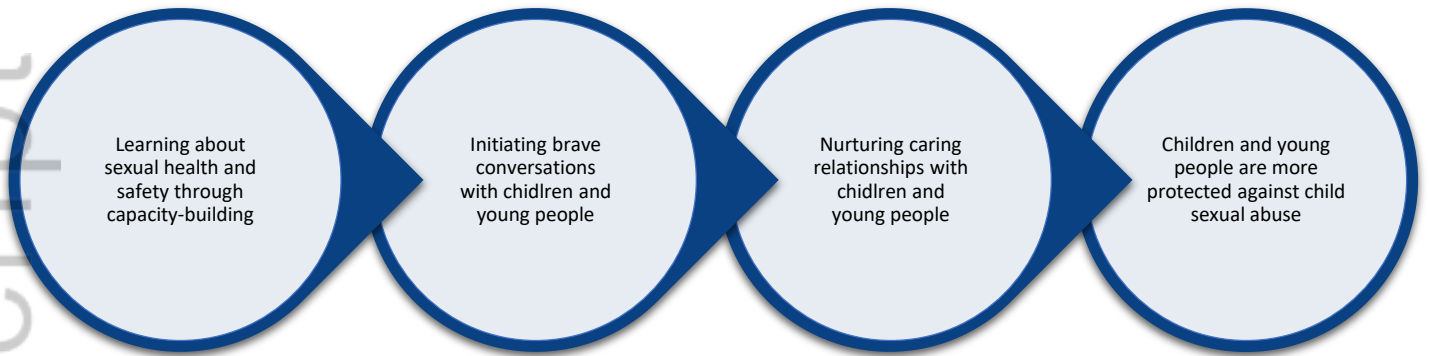 Learning about
sexual health and
safety through
capacity-building
Initiating brave
conversations
with chidlren and
young people
Nurturing caring
relationships with
chidlren and
young people
Children and young
people are more
protected against child
sexual abuse